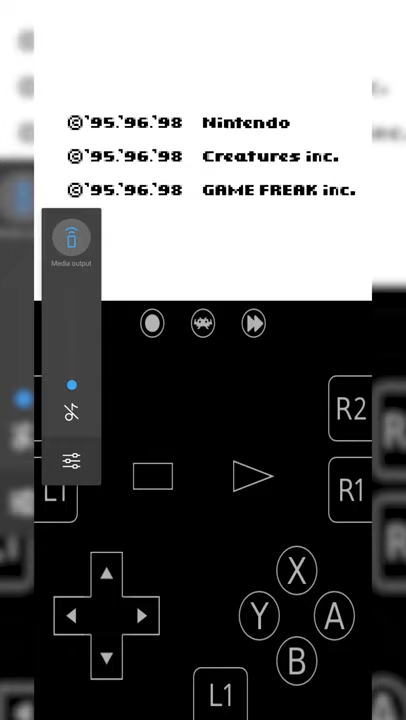 ©'95.'96.'98 Nintendo
©'95.'96.'98 Creatures inc.
©'95.'96.'98 GAME FREAK inc.
Media output
R2
L1
R1
X
Y
A
B
L1